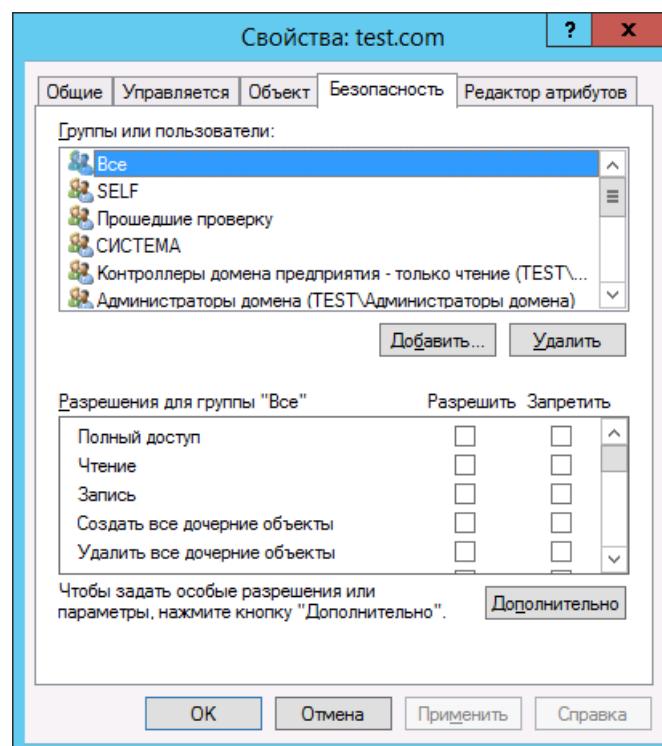 Свойства: test.com
?
x
Общие Управляется Объект Безопасность Редактор атрибутов
Группы или пользователи:
Все
SELF
Прошедшие проверку
СИСТЕМА
Контроллеры домена предприятия - только чтение (TEST\...
Администраторы домена (TEST\Администраторы домена)
Добавить... Удалить
Разрешения для группы "Все" Разрешить Запретить
Полный доступ
Чтение
Запись
Создать все дочерние объекты
Удалить все дочерние объекты
Чтобы задать особые разрешения или
параметры, нажмите кнопку "Дополнительно".
Дополнительно
OK Отмена Применить Справка